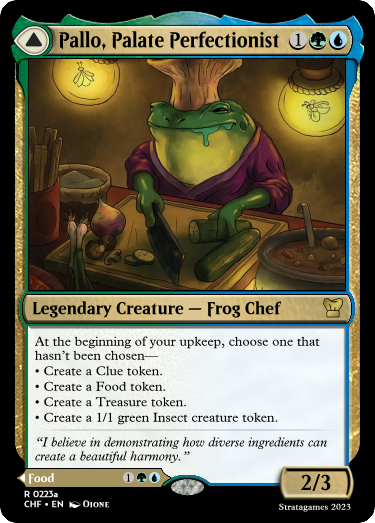 Pallo, Palate Perfectionist 1
Legendary Creature — Frog Chef
At the beginning of your upkeep, choose one that
hasn't been chosen—
• Create a Clue token.
• Create a Food token.
• Create a Treasure token.
• Create a 1/1 green Insect creature token.
“I believe in demonstrating how diverse ingredients can
create a beautiful harmony.”
Food 1
2/3
R 0223a
CHF • EN OIONE
Stratagames 2023